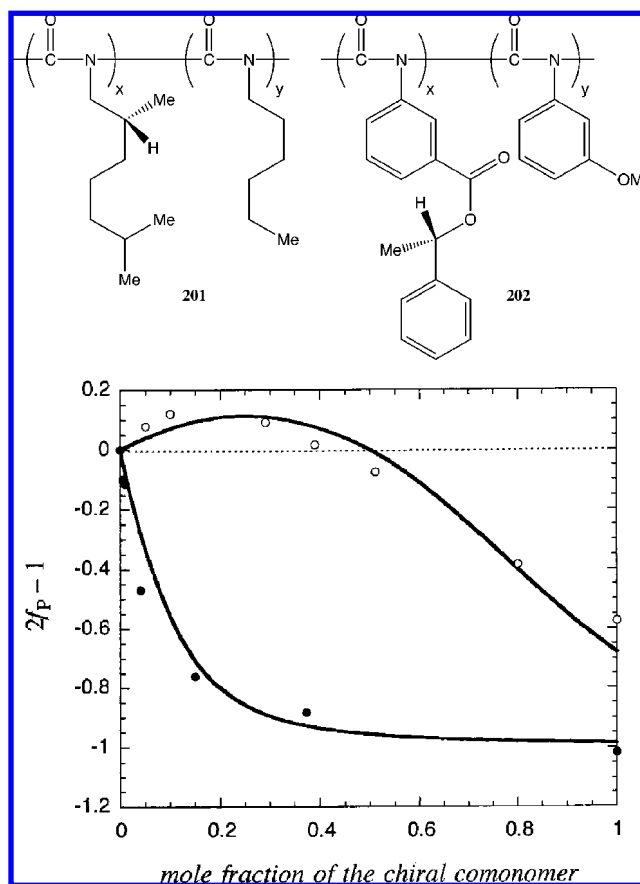 O O O O
C N C N C N C N
x y x y
Me
H
Me
Me
Me
201
O
O
H
Me
OM
202
0.2
0
-0.2
-0.4
-0.6
-0.8
-1
-1.2
2fP – 1
0 0.2 0.4 0.6 0.8 1
mole fraction of the chiral comonomer